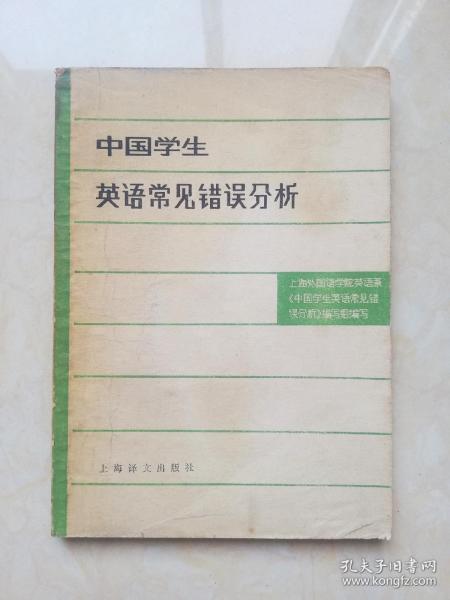 中国学生
英语常见错误分析
上海外国语学院英语系
《中国学生英语常见错
误分析》编写组编写
上海译文出版社
孔夫子旧书网
www.kongfz.com